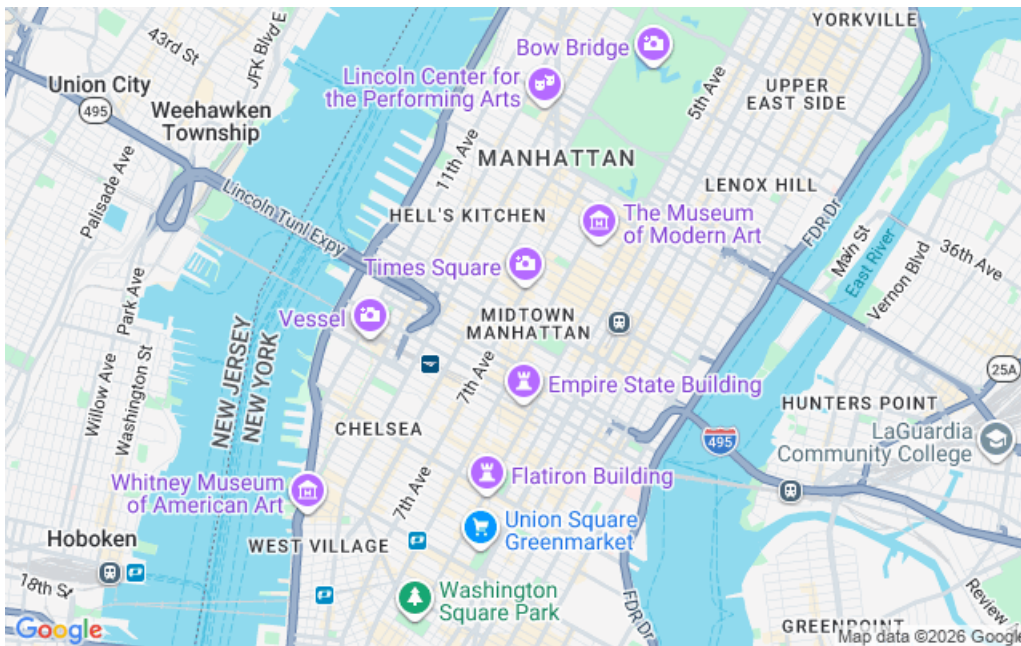 YORKVILLE
43rd St
JFK Blvd E
Bow Bridge
Union City
Lincoln Center for
the Performing Arts
5th Ave
UPPER
EAST SIDE
495
Weehawken
Township
11th Ave
MANHATTAN
Palisade Ave
Lincoln Tunl Expy
LENOX HILL
HELL'S KITCHEN
The Museum
of Modern Art
FDR Dr
Main St
East River
36th Ave
Times Square
Vernon Blvd
Park Ave
Vessel
MIDTOWN
MANHATTAN
NEW JERSEY
NEW YORK
Willow Ave
Washington St
7th Ave
Empire State Building
25A
HUNTERS POINT
CHELSEA
495
LaGuardia
Community College
Whitney Museum
of American Art
7th Ave
Flatiron Building
Union Square
Greenmarket
Hoboken
WEST VILLAGE
18th St
Washington
Square Park
FDR Dr
Review A
GREENPOINT
Google
Map data ©2026 Google